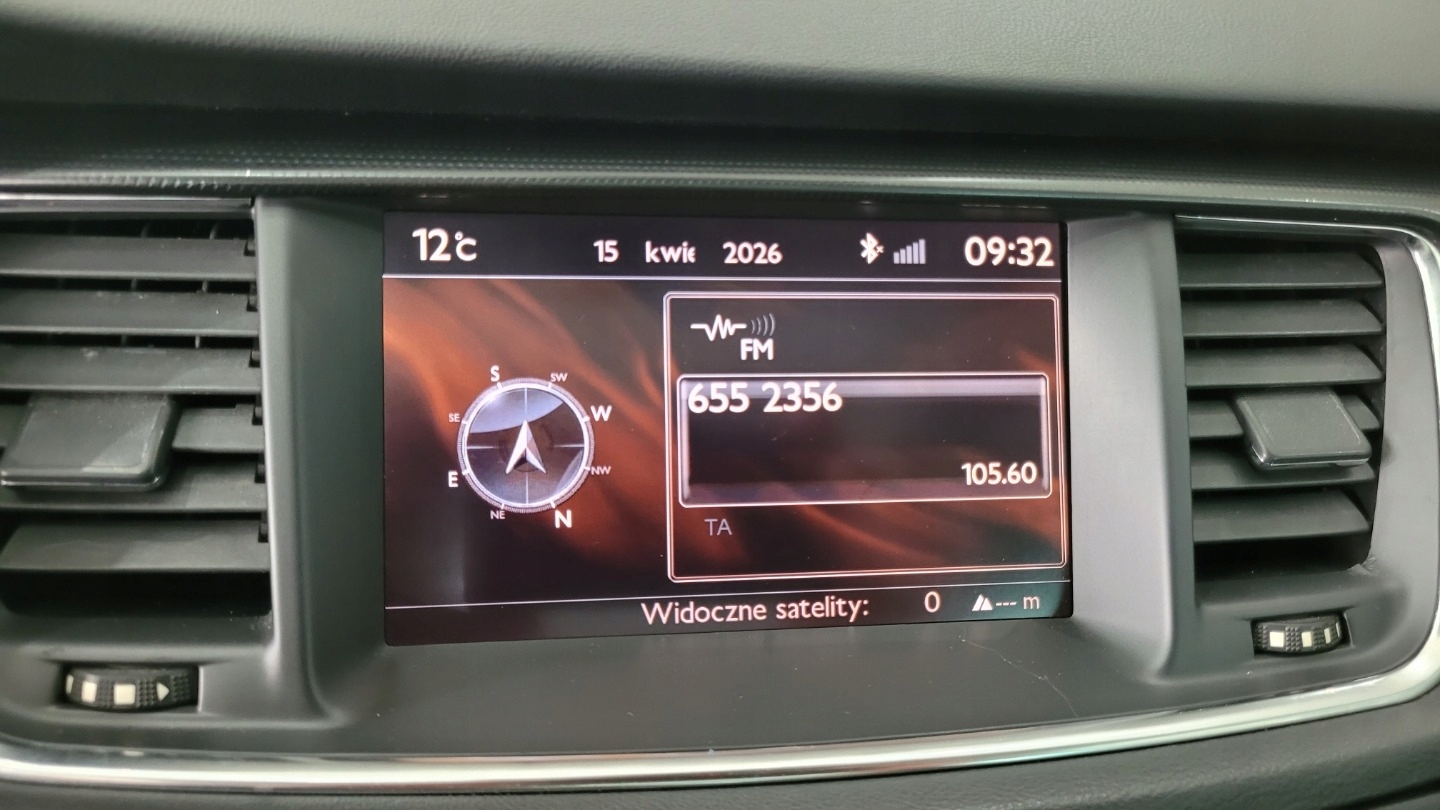 12°C 15 kwie 2026 09:32
FM
655 2356
105.60
TA
S SW
SE W
E NW
NE N
Widoczne satelity: 0 --- m